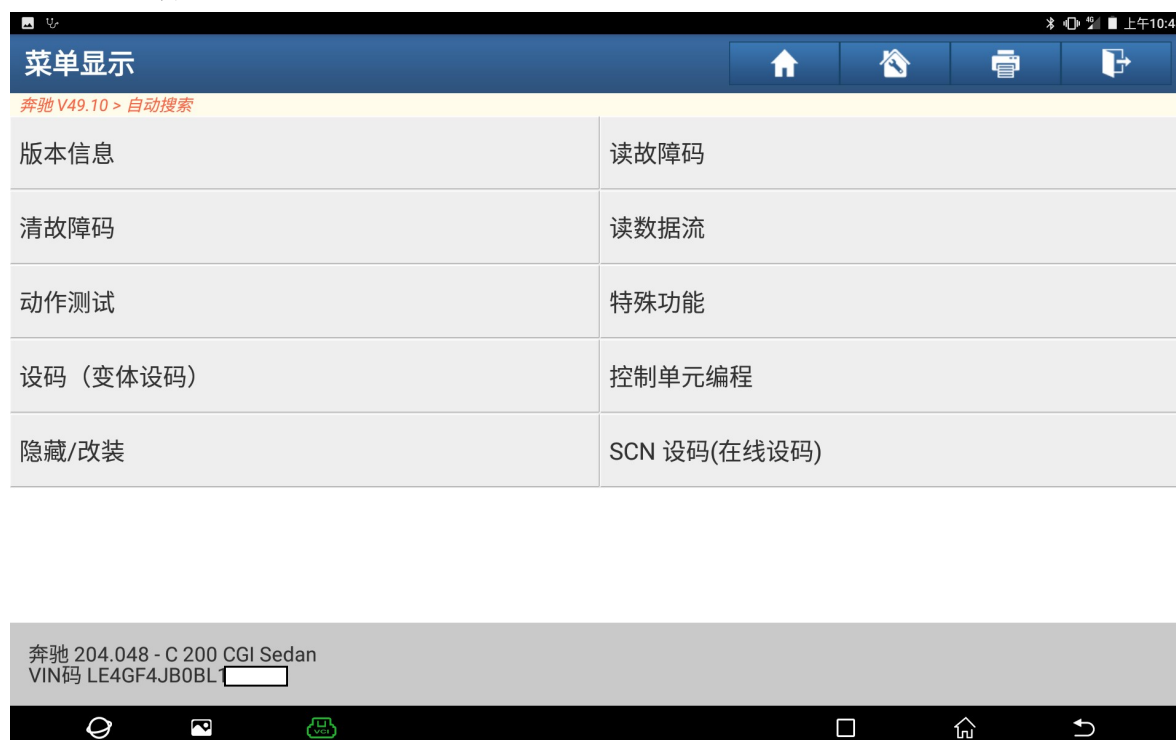 4G 上午10:4
菜单显示
奔驰 V49.10 > 自动搜索
版本信息
读故障码
清故障码
读数据流
动作测试
特殊功能
设码（变体设码）
控制单元编程
隐藏/改装
SCN 设码(在线设码)
奔驰 204.048 - C 200 CGI Sedan
VIN码 LE4GF4JB0BL1
VCI